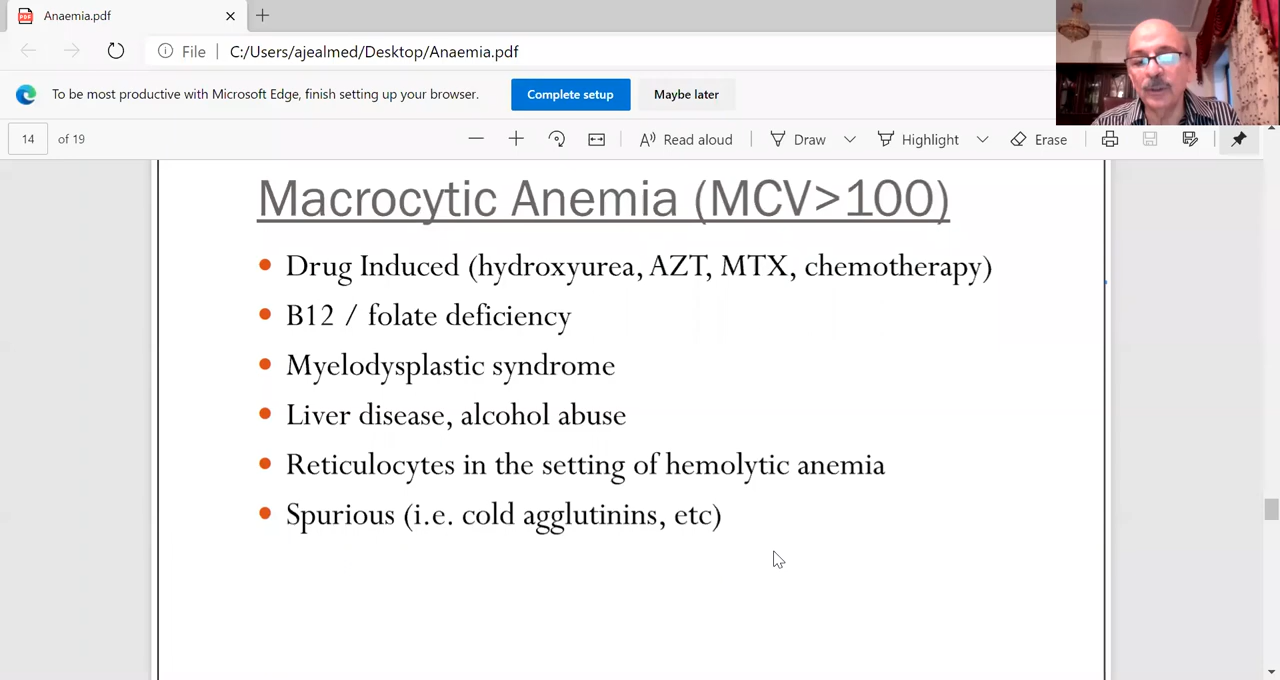 Anaemia.pdf
File | C:/Users/ajealmed/Desktop/Anaemia.pdf
To be most productive with Microsoft Edge, finish setting up your browser. Complete setup Maybe later
14 of 19 Read aloud Draw Highlight Erase
Macrocytic Anemia (MCV>100)
• Drug Induced (hydroxyurea, AZT, MTX, chemotherapy)
• B12 / folate deficiency
• Myelodysplastic syndrome
• Liver disease, alcohol abuse
• Reticulocytes in the setting of hemolytic anemia
• Spurious (i.e. cold agglutinins, etc)